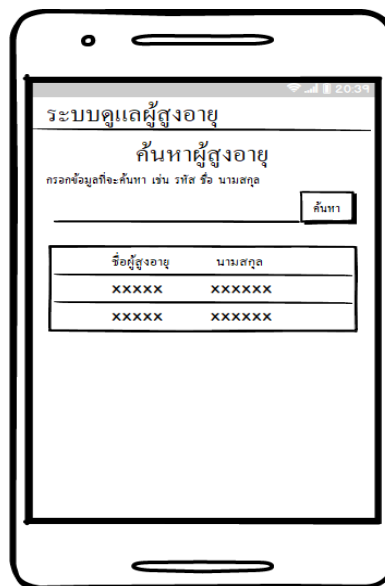 20:39
ระบบดูแลผู้สูงอายุ
ค้นหาผู้สูงอายุ
กรอกข้อมูลที่จะค้นหา เช่น รหัส ชื่อ นามสกุล
ค้นหา
ชื่อผู้สูงอายุ นามสกุล
xxxxx xxxxxx
xxxxx xxxxxx